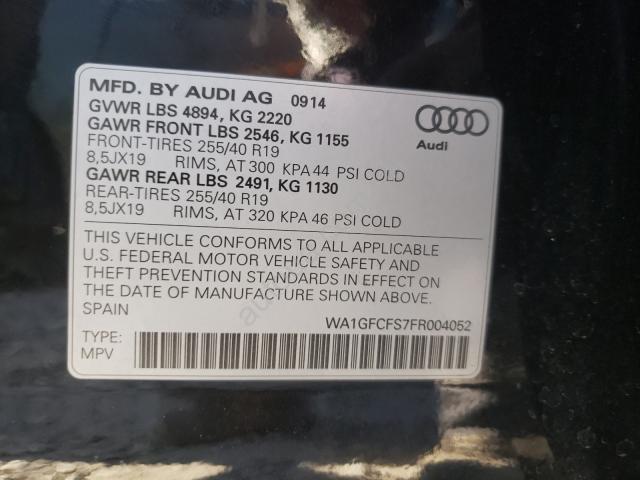 MFD. BY AUDI AG 0914
GVWR LBS 4894, KG 2220
GAWR FRONT LBS 2546, KG 1155
FRONT-TIRES 255/40 R19
8,5JX19 RIMS, AT 300 KPA 44 PSI COLD
GAWR REAR LBS 2491, KG 1130
REAR-TIRES 255/40 R19
8,5JX19 RIMS, AT 320 KPA 46 PSI COLD
Audi
THIS VEHICLE CONFORMS TO ALL APPLICABLE
U.S. FEDERAL MOTOR VEHICLE SAFETY AND
THEFT PREVENTION STANDARDS IN EFFECT ON
THE DATE OF MANUFACTURE SHOWN ABOVE.
SPAIN
WA1GFCFS7FR004052
TYPE:
MPV